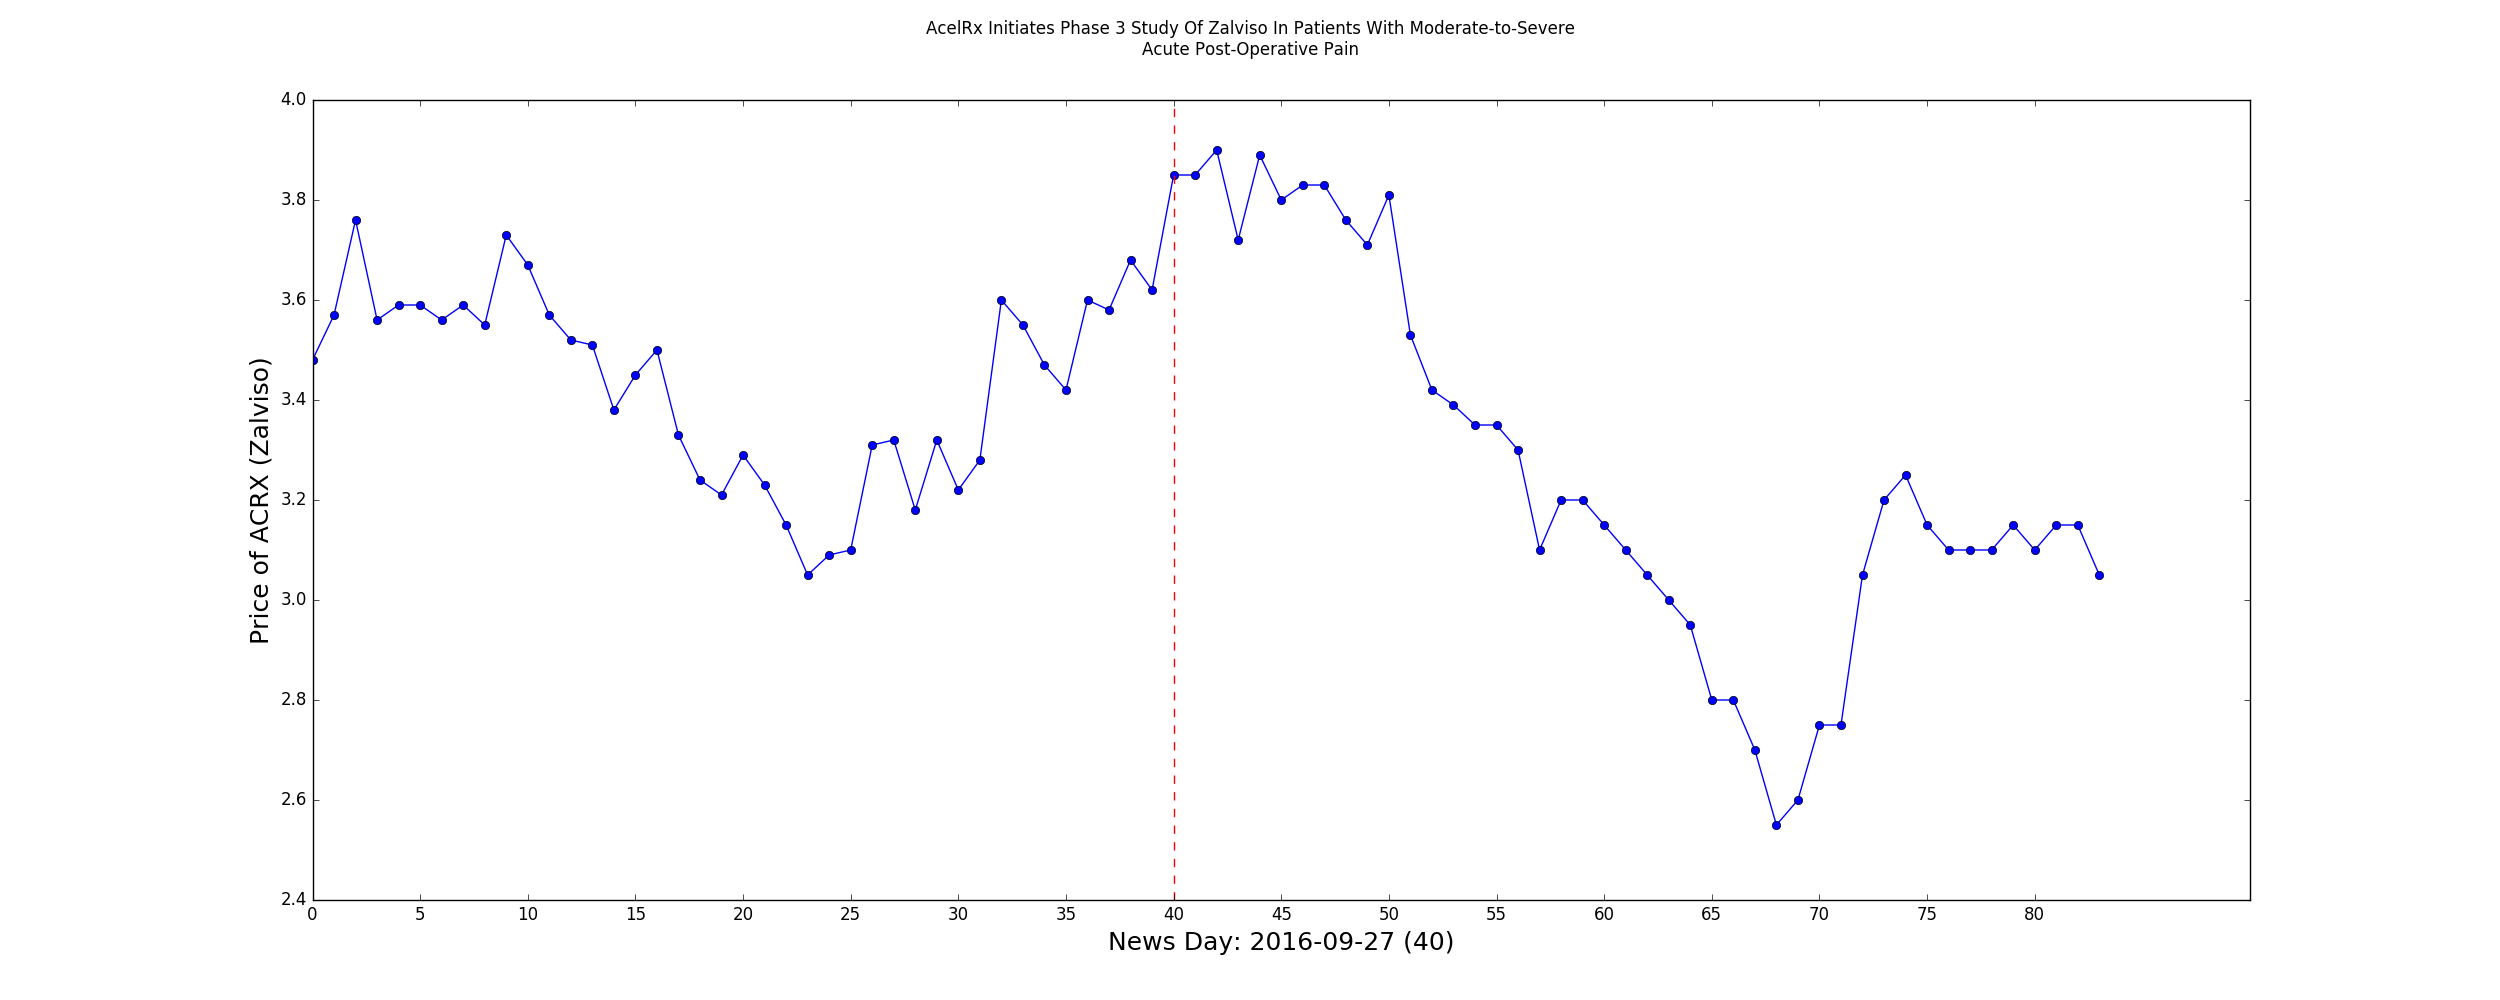 AcelRx Initiates Phase 3 Study Of Zalviso In Patients With Moderate-to-Severe
Acute Post-Operative Pain
Price of ACRX (Zalviso)
4.0
3.8
3.6
3.4
3.2
3.0
2.8
2.6
2.4
0 5 10 15 20 25 30 35 40 45 50 55 60 65 70 75 80
News Day: 2016-09-27 (40)